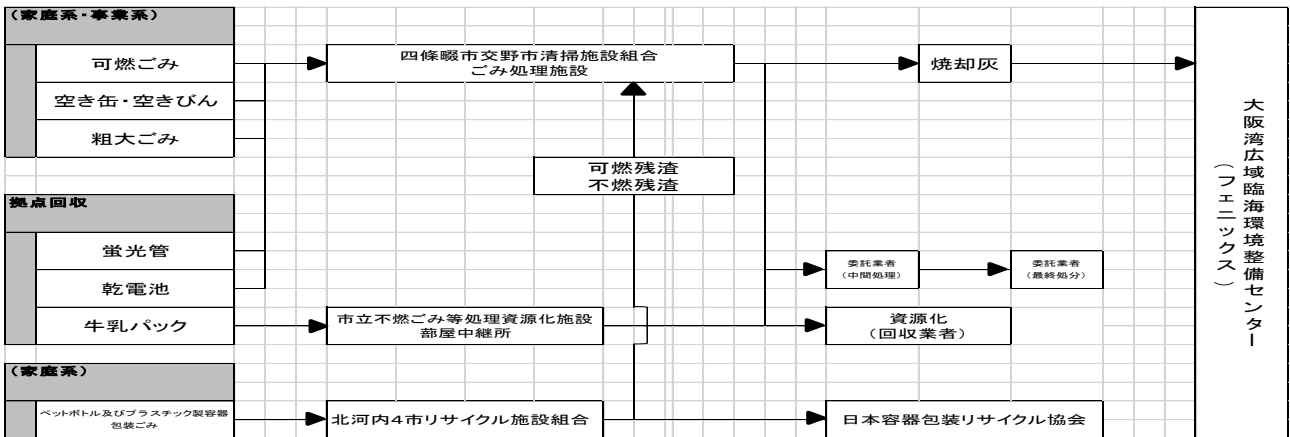 （家庭系・事業系）
可燃ごみ
空き缶・空きびん
粗大ごみ
四條畷市交野市清掃施設組合
ごみ処理施設
焼却灰
可燃残渣
不燃残渣
拠点回収
蛍光管
乾電池
牛乳パック
市立不燃ごみ等処理資源化施設
蔀屋中継所
委託業者
（中間処理）
委託業者
（最終処分）
資源化
（回収業者）
（家庭系）
ペットボトル及びプラスチック製容器
包装ごみ
北河内4市リサイクル施設組合
日本容器包装リサイクル協会
大阪湾広域臨海環境整備センター
（フェニックス）